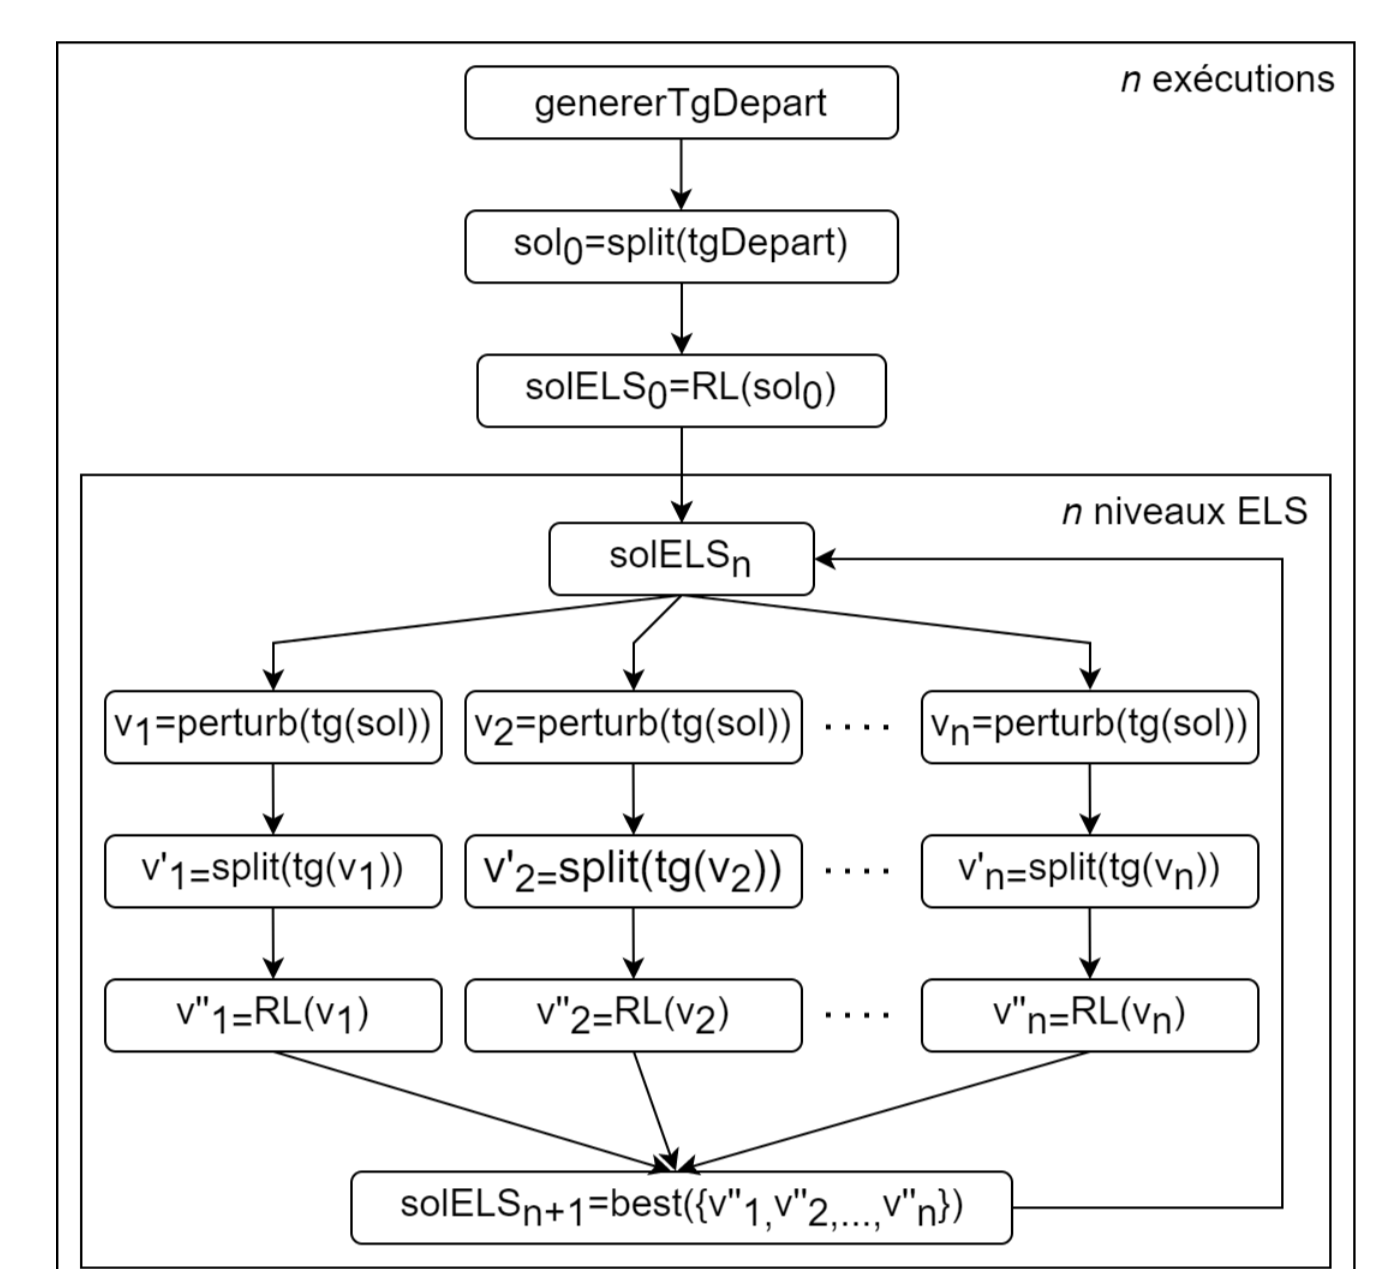 n exécutions
genererTgDepart
sol0=split(tgDepart)
solELS0=RL(sol0)
n niveaux ELS
solELSn
v1=perturb(tg(sol))
v2=perturb(tg(sol))
....
vn=perturb(tg(sol))
v'1=split(tg(v1))
v'2=split(tg(v2))
....
v'n=split(tg(vn))
v"1=RL(v1)
v"2=RL(v2)
....
v"n=RL(vn)
solELSn+1=best({v"1,v"2,...,v"n})